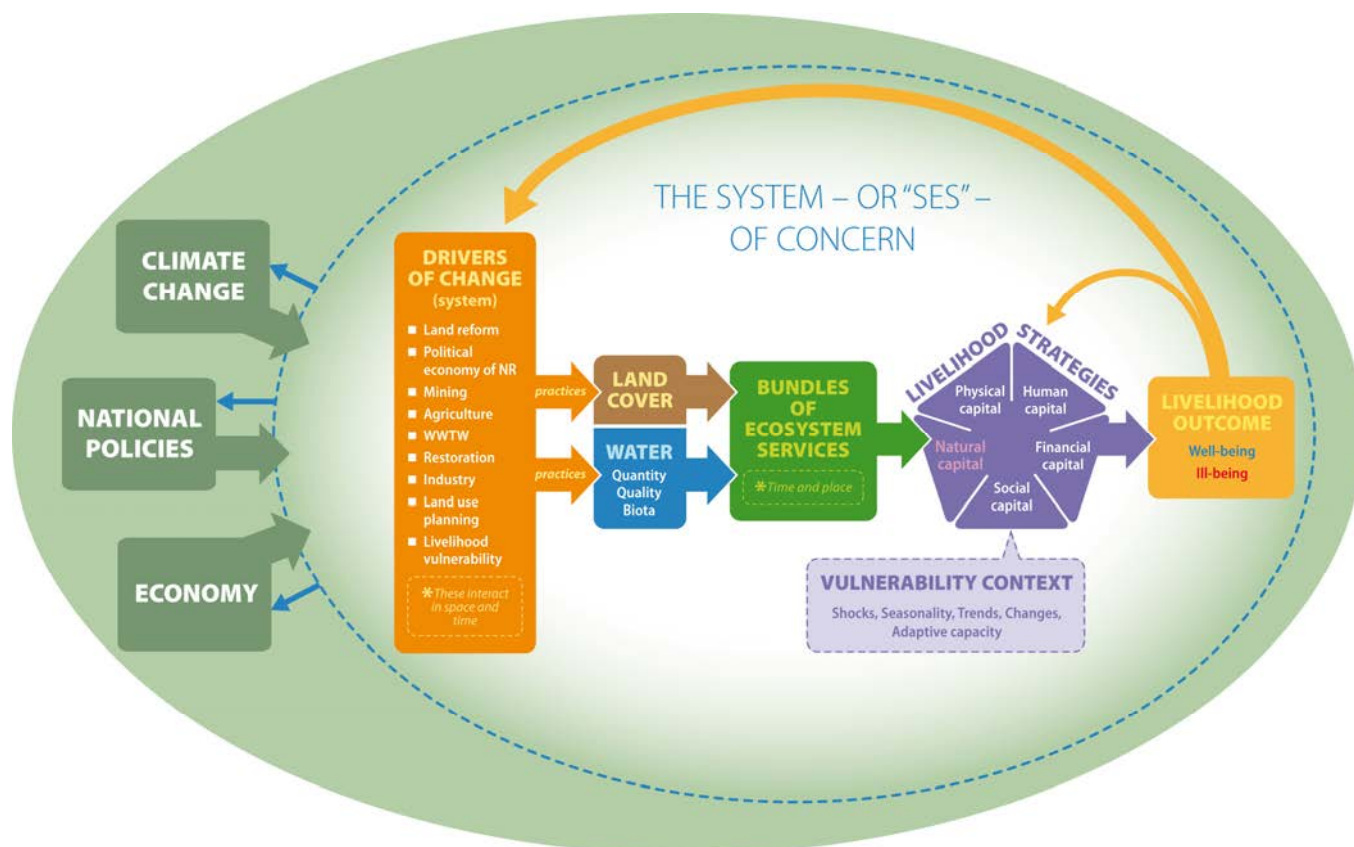 THE SYSTEM – OR “SES” –
OF CONCERN
CLIMATE
CHANGE
NATIONAL
POLICIES
ECONOMY
DRIVERS
OF CHANGE
(system)
Land reform
Political
economy of NR
Mining
Agriculture
WWTW
Restoration
Industry
Land use
planning
Livelihood
vulnerability
*These interact
in space and
time
practices
practices
LAND
COVER
WATER
Quantity
Quality
Biota
BUNDLES
OF
ECOSYSTEM
SERVICES
*Time and place
LIVELIHOOD STRATEGIES
Physical
capital
Human
capital
Natural
capital
Financial
capital
Social
capital
VULNERABILITY CONTEXT
Shocks, Seasonality, Trends, Changes,
Adaptive capacity
LIVELIHOOD
OUTCOME
Well-being
Ill-being